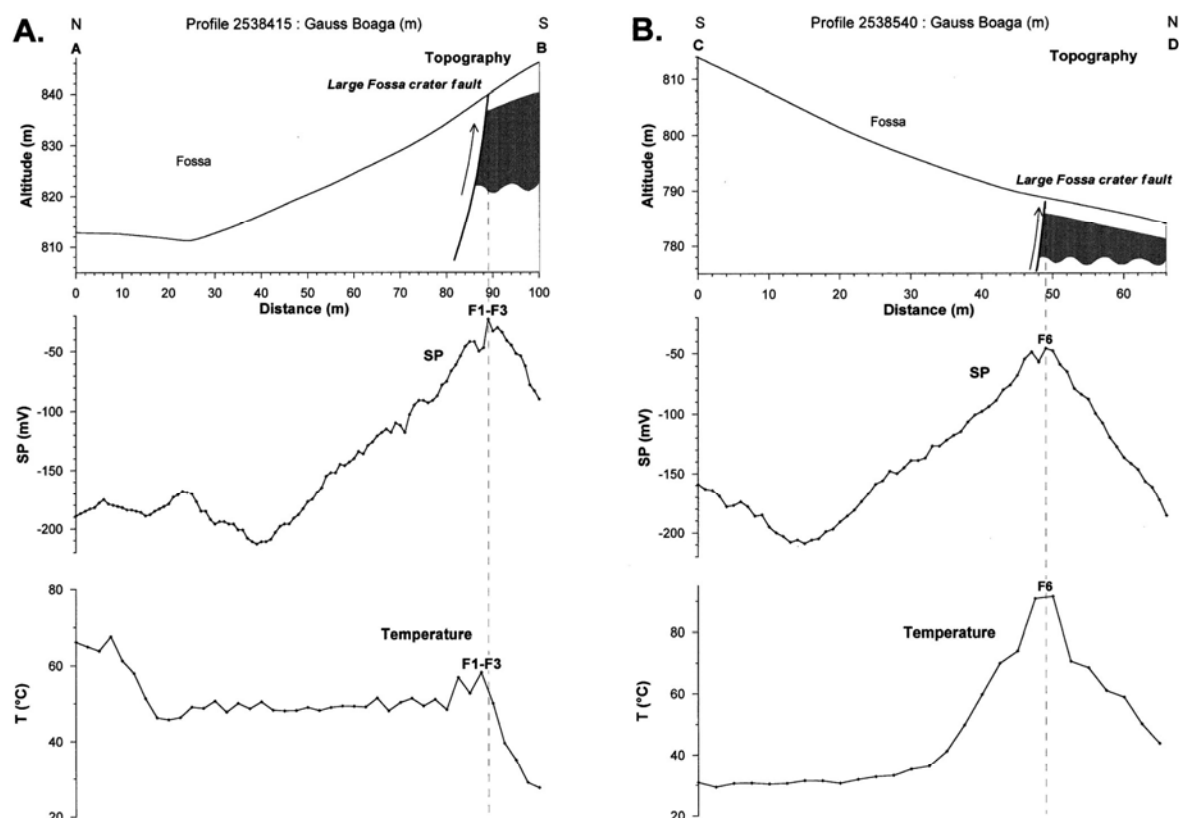 A.
N
Profile 2538415 : Gauss Boaga (m)
S
A
B
Topography
Large Fossa crater fault
Fossa
Altitude (m)
840
830
820
810
0 10 20 30 40 50 60 70 80 90 100
Distance (m)
F1-F3
SP
SP (mV)
-50
-100
-150
-200
Temperature
F1-F3
T (°C)
80
60
40
20
B.
S
Profile 2538540 : Gauss Boaga (m)
N
C
D
Topography
Fossa
Large Fossa crater fault
Altitude (m)
810
800
790
780
0 10 20 30 40 50 60
Distance (m)
F6
SP
SP (mV)
-50
-100
-150
-200
F6
Temperature
T (°C)
80
60
40
20